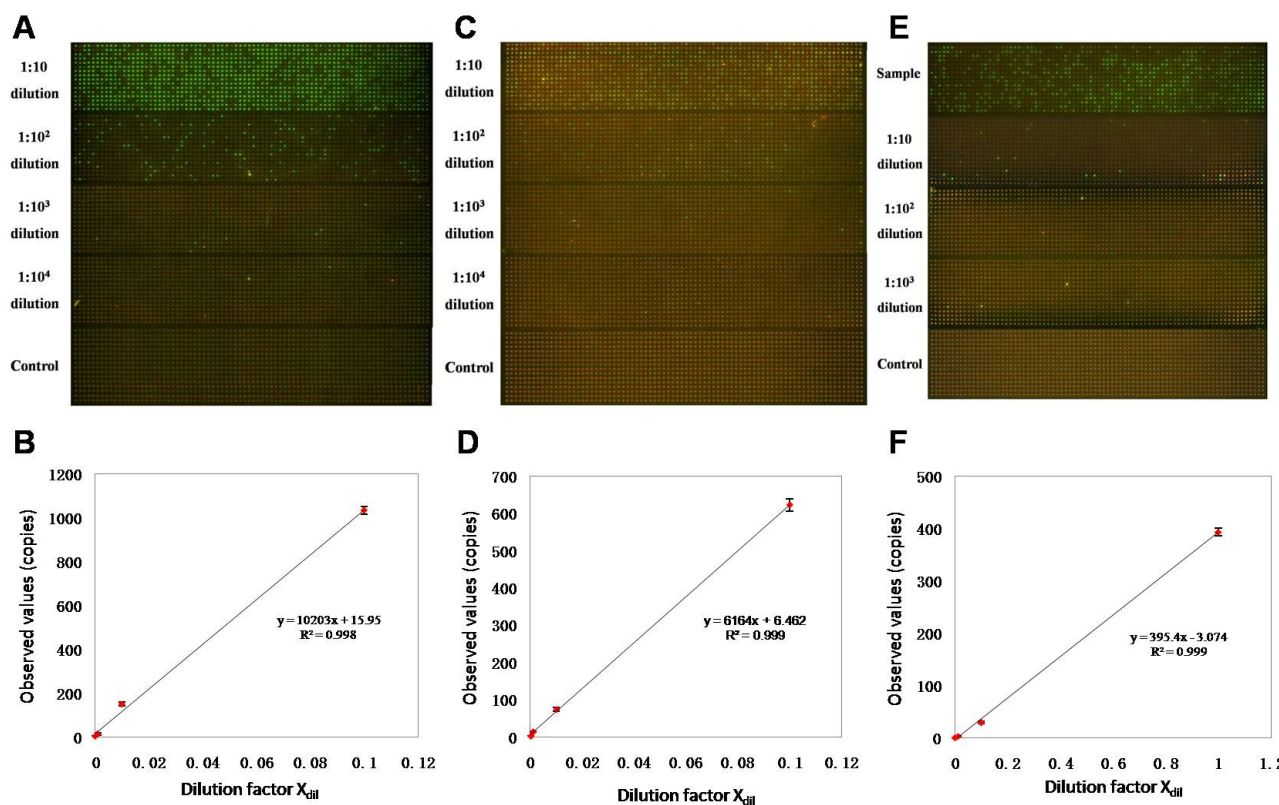 A
1:10
dilution
1:10²
dilution
1:10³
dilution
1:10⁴
dilution
Control
C
1:10
dilution
1:10²
dilution
1:10³
dilution
1:10⁴
dilution
Control
E
Sample
1:10
dilution
1:10²
dilution
1:10³
dilution
Control
B
Observed values (copies)
1200
1000
800
600
400
200
0
y = 10203x + 15.95
R² = 0.998
0 0.02 0.04 0.06 0.08 0.1 0.12
Dilution factor Xdil
D
Observed values (copies)
700
600
500
400
300
200
100
0
y = 6164x + 6.462
R² = 0.999
0 0.02 0.04 0.06 0.08 0.1 0.12
Dilution factor Xdil
F
Observed values (copies)
500
400
300
200
100
0
y = 395.4x - 3.074
R² = 0.999
0 0.2 0.4 0.6 0.8 1 1.2
Dilution factor Xdil